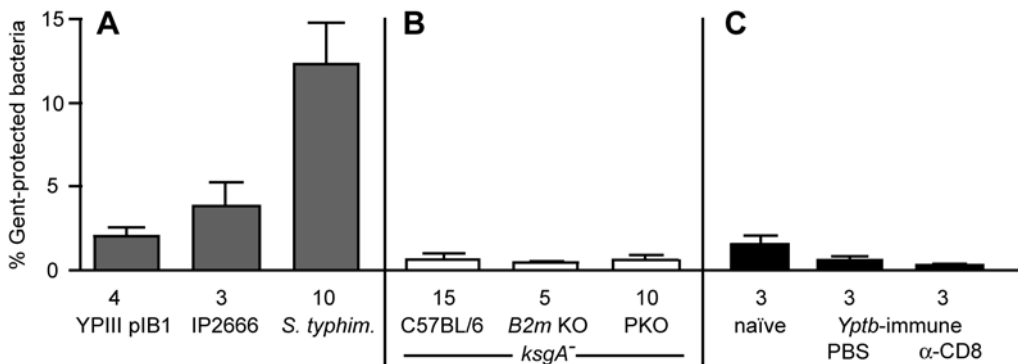 A B C
% Gent-protected bacteria
15
10
5
0
4 3 10 15 5 10 3 3 3
YPIII pIB1 IP2666 S. typhim. C57BL/6 B2m KO PKO naïve Yptb-immune
ksgA⁻ PBS α-CD8